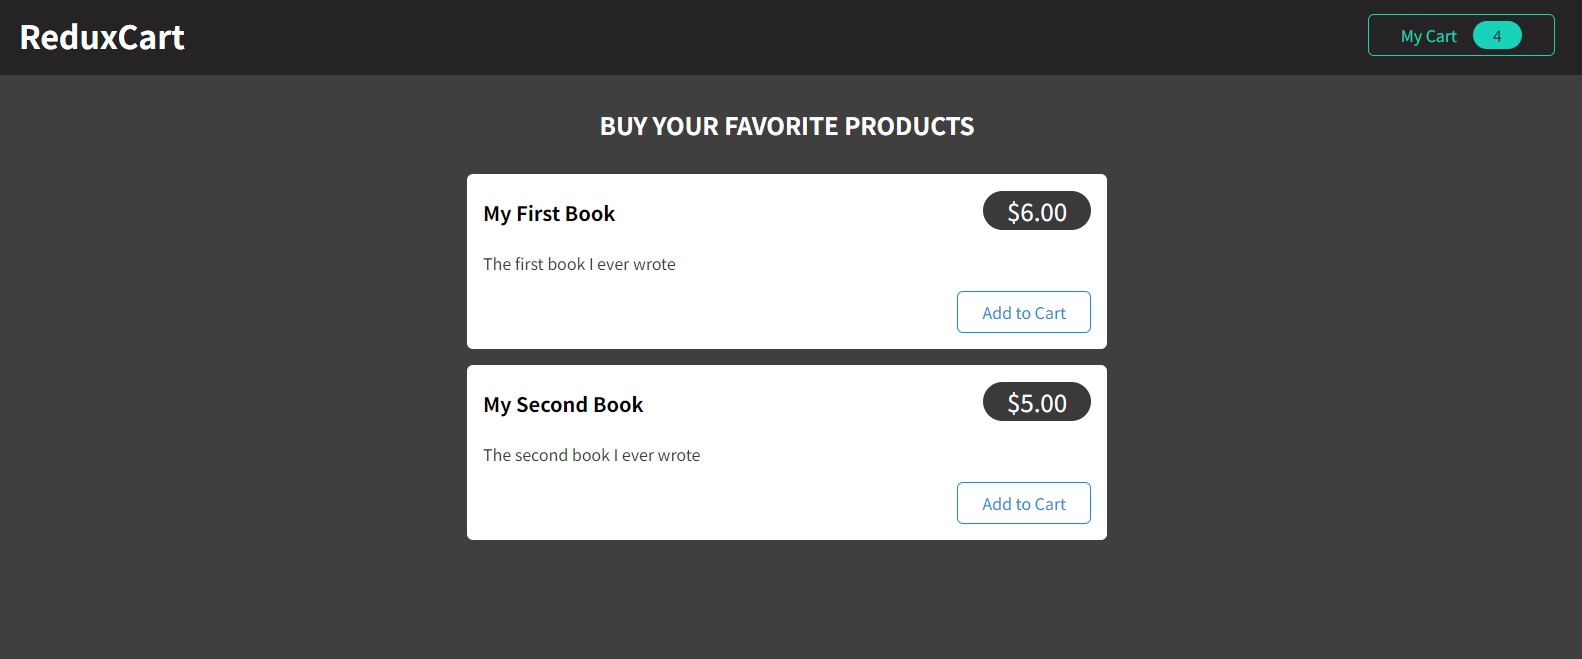 ReduxCart
My Cart 4
BUY YOUR FAVORITE PRODUCTS
My First Book $6.00
The first book I ever wrote
Add to Cart
My Second Book $5.00
The second book I ever wrote
Add to Cart